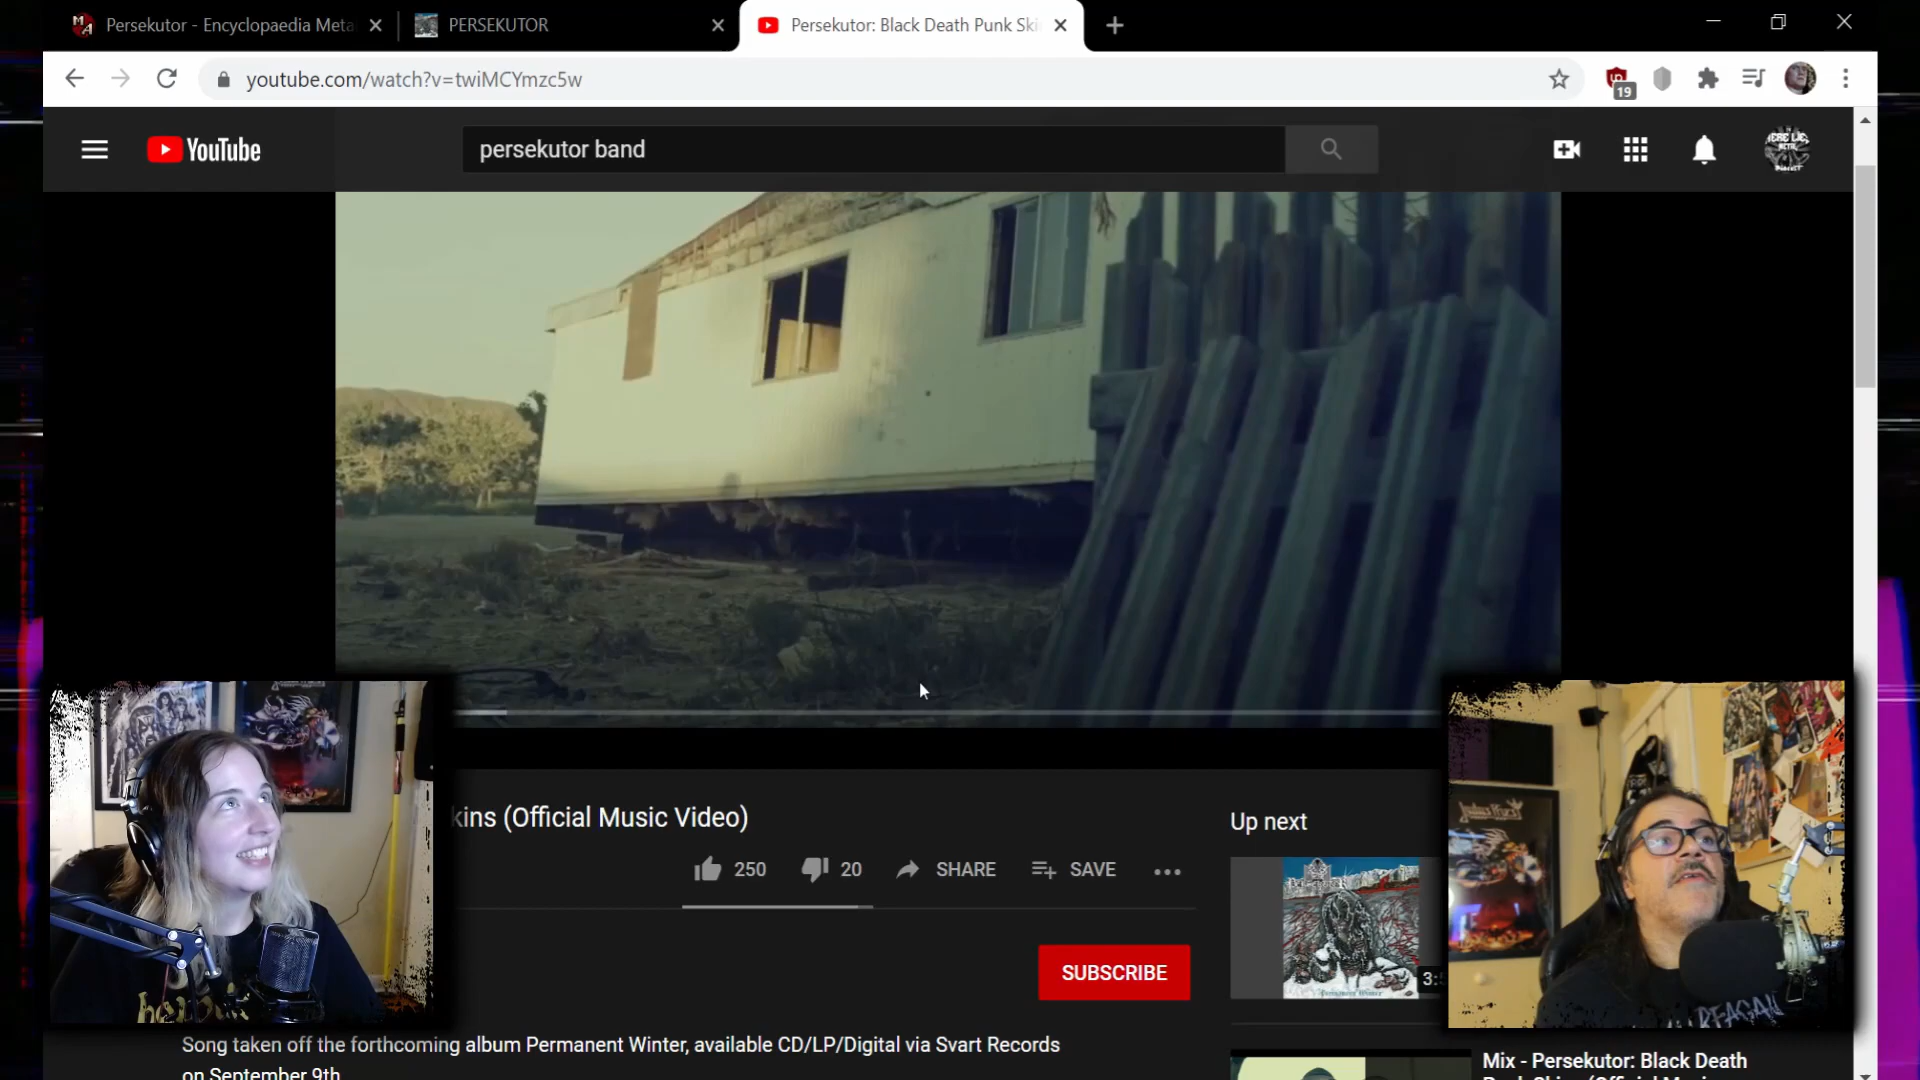 Persekutor - Encyclopaedia Meta
PERSEKUTOR
Persekutor: Black Death Punk Ski
youtube.com/watch?v=twiMCYmzc5w
19
YouTube
persekutor band
kins (Official Music Video)
250
20
SHARE
SAVE
Up next
SUBSCRIBE
3:
Song taken off the forthcoming album Permanent Winter, available CD/LP/Digital via Svart Records
on September 9th
Mix - Persekutor: Black Death